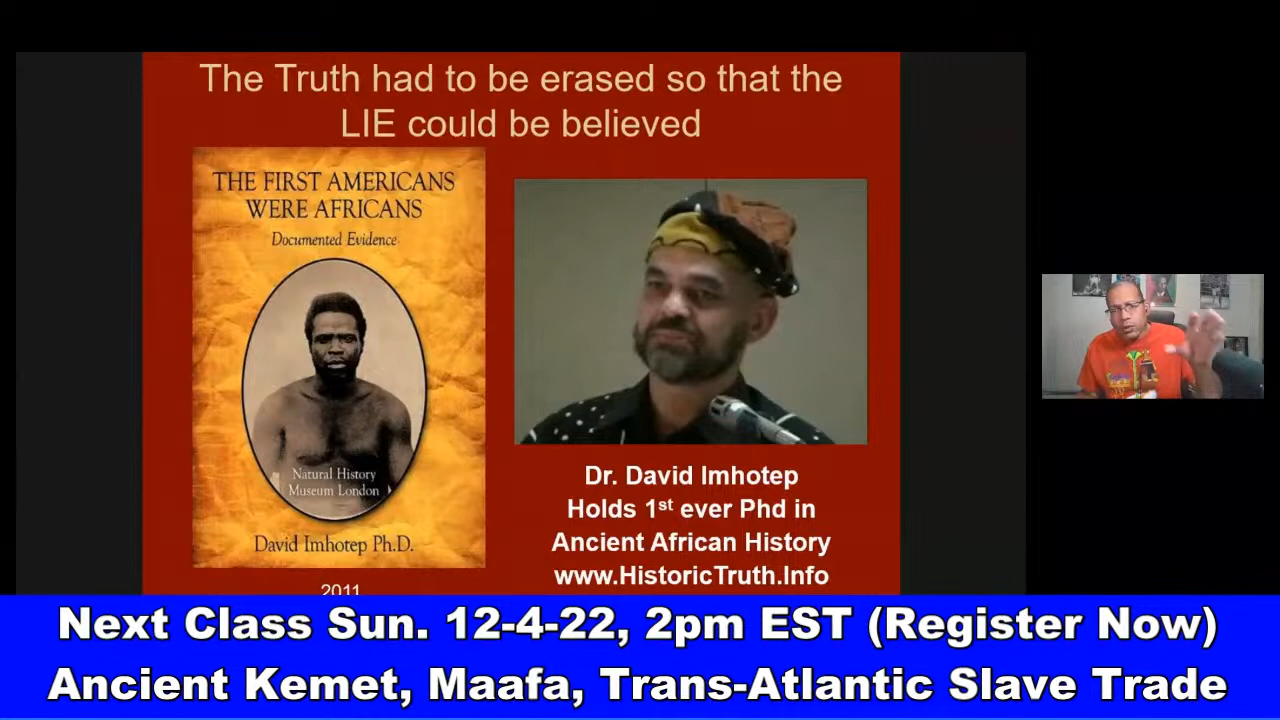 The Truth had to be erased so that the
LIE could be believed
THE FIRST AMERICANS
WERE AFRICANS
Documented Evidence
Natural History
Museum London
David Imhotep Ph.D.
2011
Dr. David Imhotep
Holds 1st ever Phd in
Ancient African History
www.HistoricTruth.Info
Next Class Sun. 12-4-22, 2pm EST (Register Now)
Ancient Kemet, Maafa, Trans-Atlantic Slave Trade